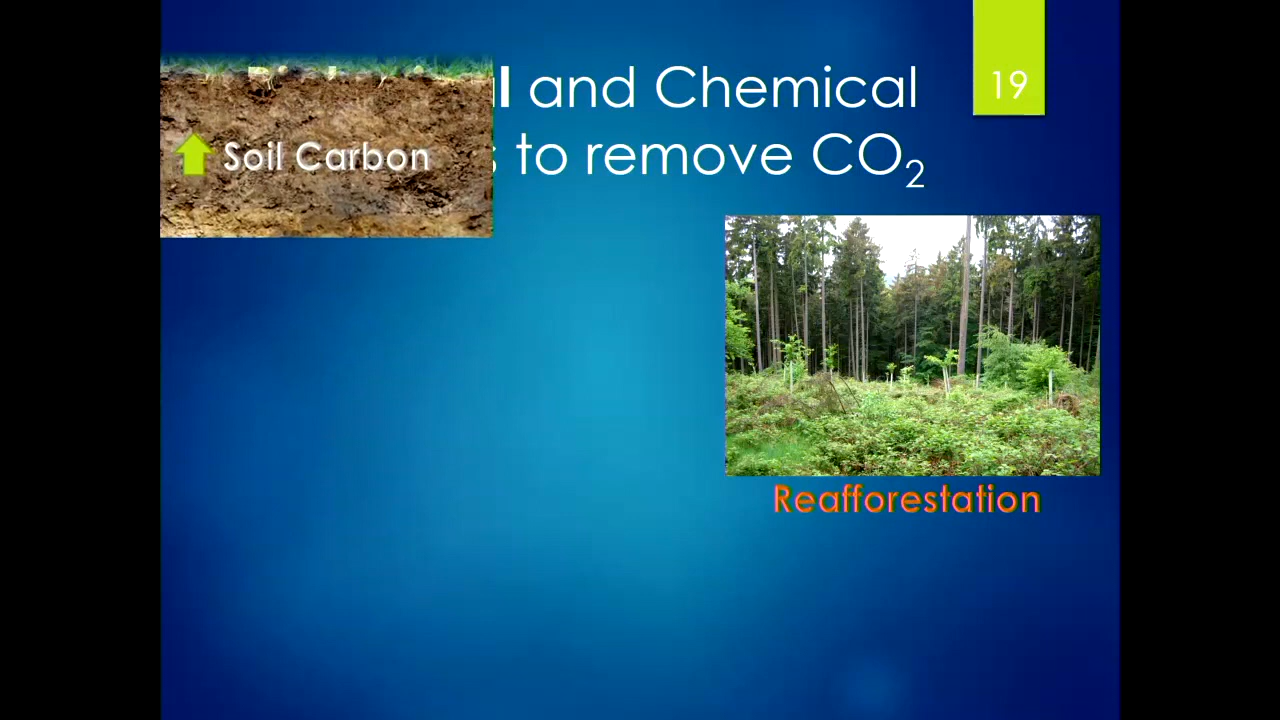 and Chemical
to remove CO₂
19
Soil Carbon
Reafforestation